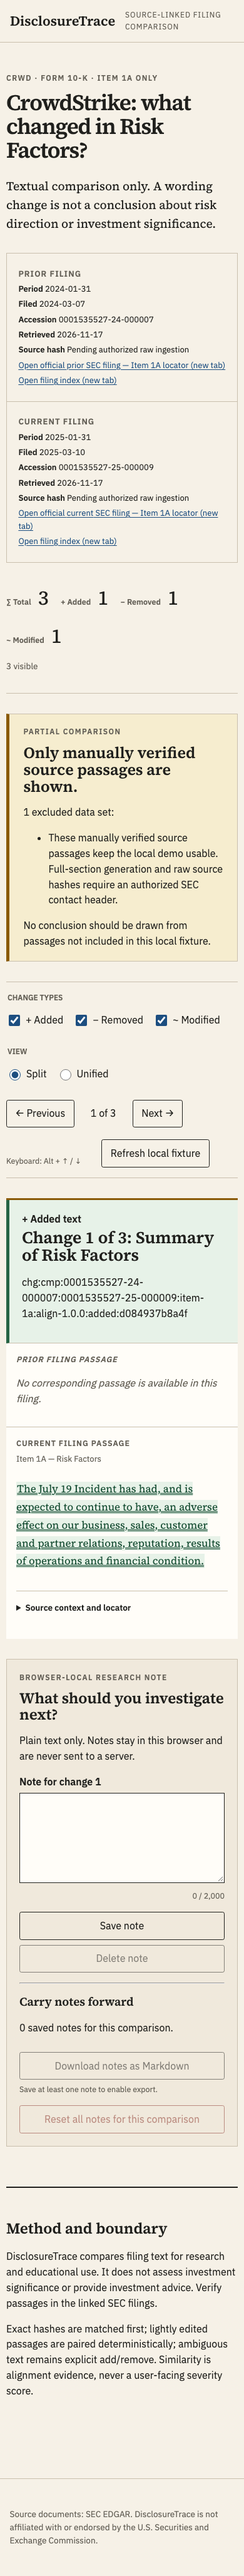 DisclosureTrace
SOURCE-LINKED FILING
COMPARISON
CRWD · FORM 10-K · ITEM 1A ONLY
CrowdStrike: what
changed in Risk
Factors?
Textual comparison only. A wording
change is not a conclusion about risk
direction or investment significance.
PRIOR FILING
Period 2024-01-31
Filed 2024-03-07
Accession 0001535527-24-000007
Retrieved 2026-11-17
Source hash Pending authorized raw ingestion
Open official prior SEC filing — Item 1A locator (new tab)
Open filing index (new tab)
CURRENT FILING
Period 2025-01-31
Filed 2025-03-10
Accession 0001535527-25-000009
Retrieved 2026-11-17
Source hash Pending authorized raw ingestion
Open official current SEC filing — Item 1A locator (new
tab)
Open filing index (new tab)
∑ Total 3 + Added 1 − Removed 1
~ Modified 1
3 visible
PARTIAL COMPARISON
Only manually verified
source passages are
shown.
1 excluded data set:
• These manually verified source
passages keep the local demo usable.
Full-section generation and raw source
hashes require an authorized SEC
contact header.
No conclusion should be drawn from
passages not included in this local fixture.
CHANGE TYPES
+ Added − Removed ~ Modified
VIEW
Split Unified
← Previous 1 of 3 Next →
Keyboard: Alt + ↑ / ↓ Refresh local fixture
+ Added text
Change 1 of 3: Summary
of Risk Factors
chg:cmp:0001535527-24-
000007:0001535527-25-000009:item-
1a:align-1.0.0:added:d084937b8a4f
PRIOR FILING PASSAGE
No corresponding passage is available in this
filing.
CURRENT FILING PASSAGE
Item 1A — Risk Factors
The July 19 Incident has had, and is
expected to continue to have, an adverse
effect on our business, sales, customer
and partner relations, reputation, results
of operations and financial condition.
▶ Source context and locator
BROWSER-LOCAL RESEARCH NOTE
What should you investigate
next?
Plain text only. Notes stay in this browser and
are never sent to a server.
Note for change 1
0 / 2,000
Save note
Delete note
Carry notes forward
0 saved notes for this comparison.
Download notes as Markdown
Save at least one note to enable export.
Reset all notes for this comparison
Method and boundary
DisclosureTrace compares filing text for research
and educational use. It does not assess investment
significance or provide investment advice. Verify
passages in the linked SEC filings.
Exact hashes are matched first; lightly edited
passages are paired deterministically; ambiguous
text remains explicit add/remove. Similarity is
alignment evidence, never a user-facing severity
score.
Source documents: SEC EDGAR. DisclosureTrace is not
affiliated with or endorsed by the U.S. Securities and
Exchange Commission.